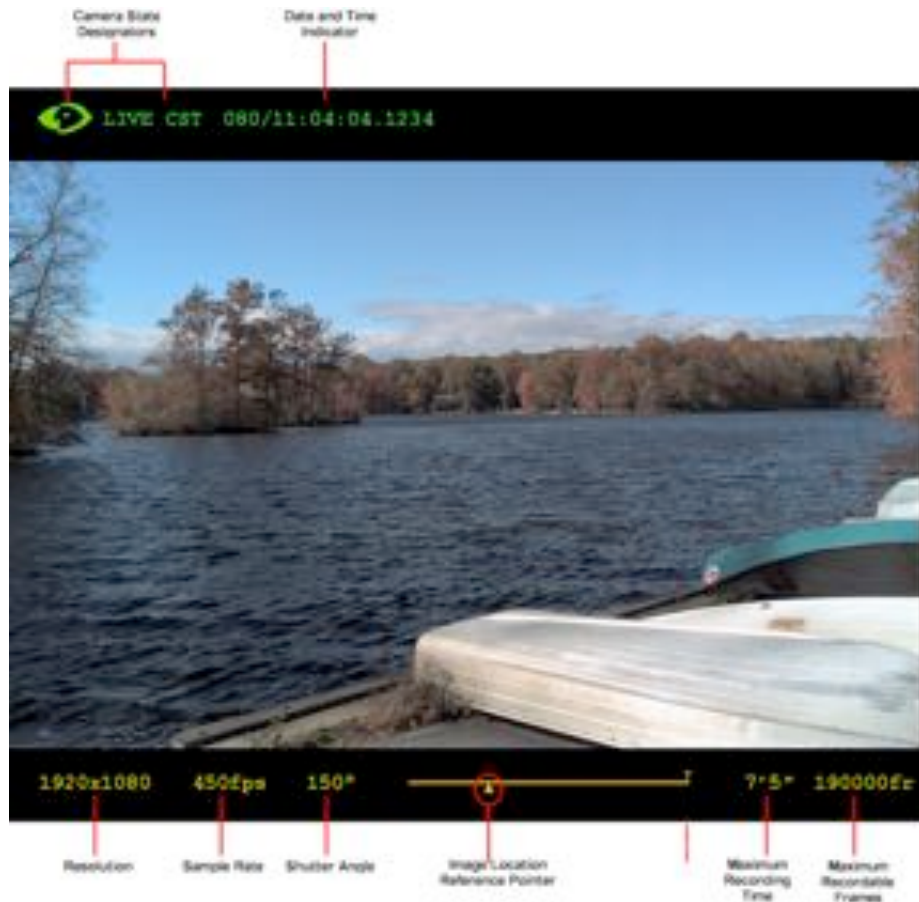 Camera State
Designators
Date and Time
Indicator
LIVE CST 080/11:04:04.1234
1920x1080 450fps 150° T 7'5" 190000fr
Resolution
Sample Rate
Shutter Angle
Image Location
Reference Pointer
Maximum
Recording
Time
Maximum
Recordable
Frames